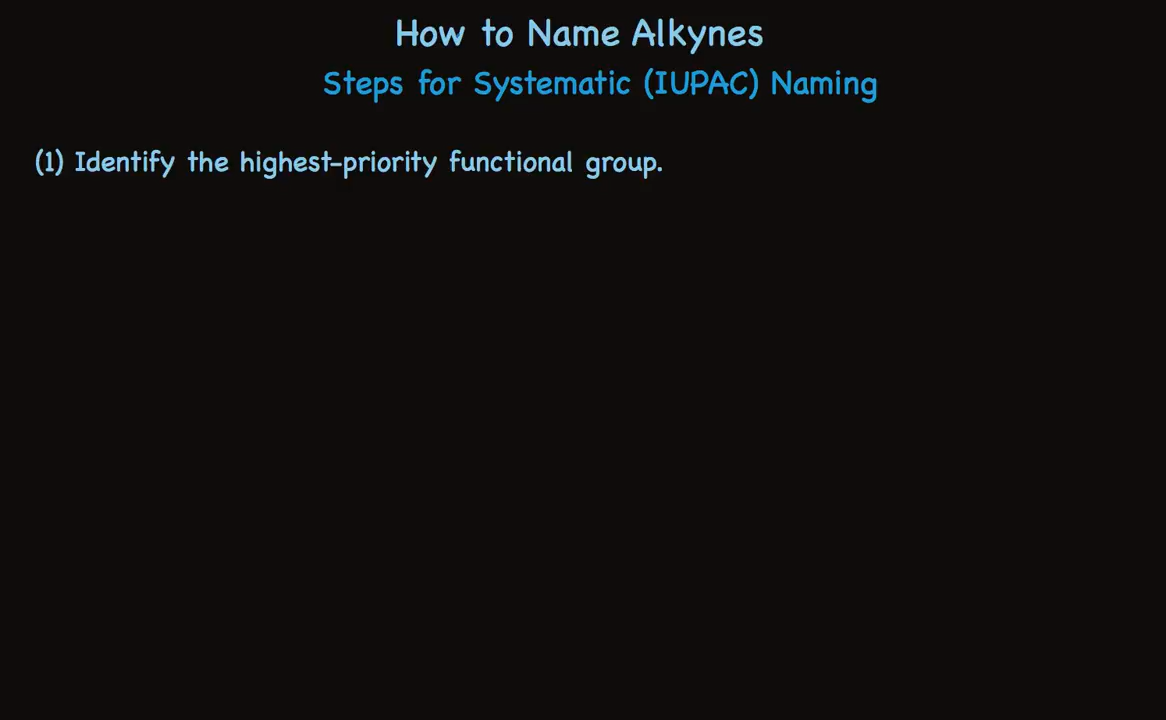 How to Name Alkynes
Steps for Systematic (IUPAC) Naming
(1) Identify the highest-priority functional group.